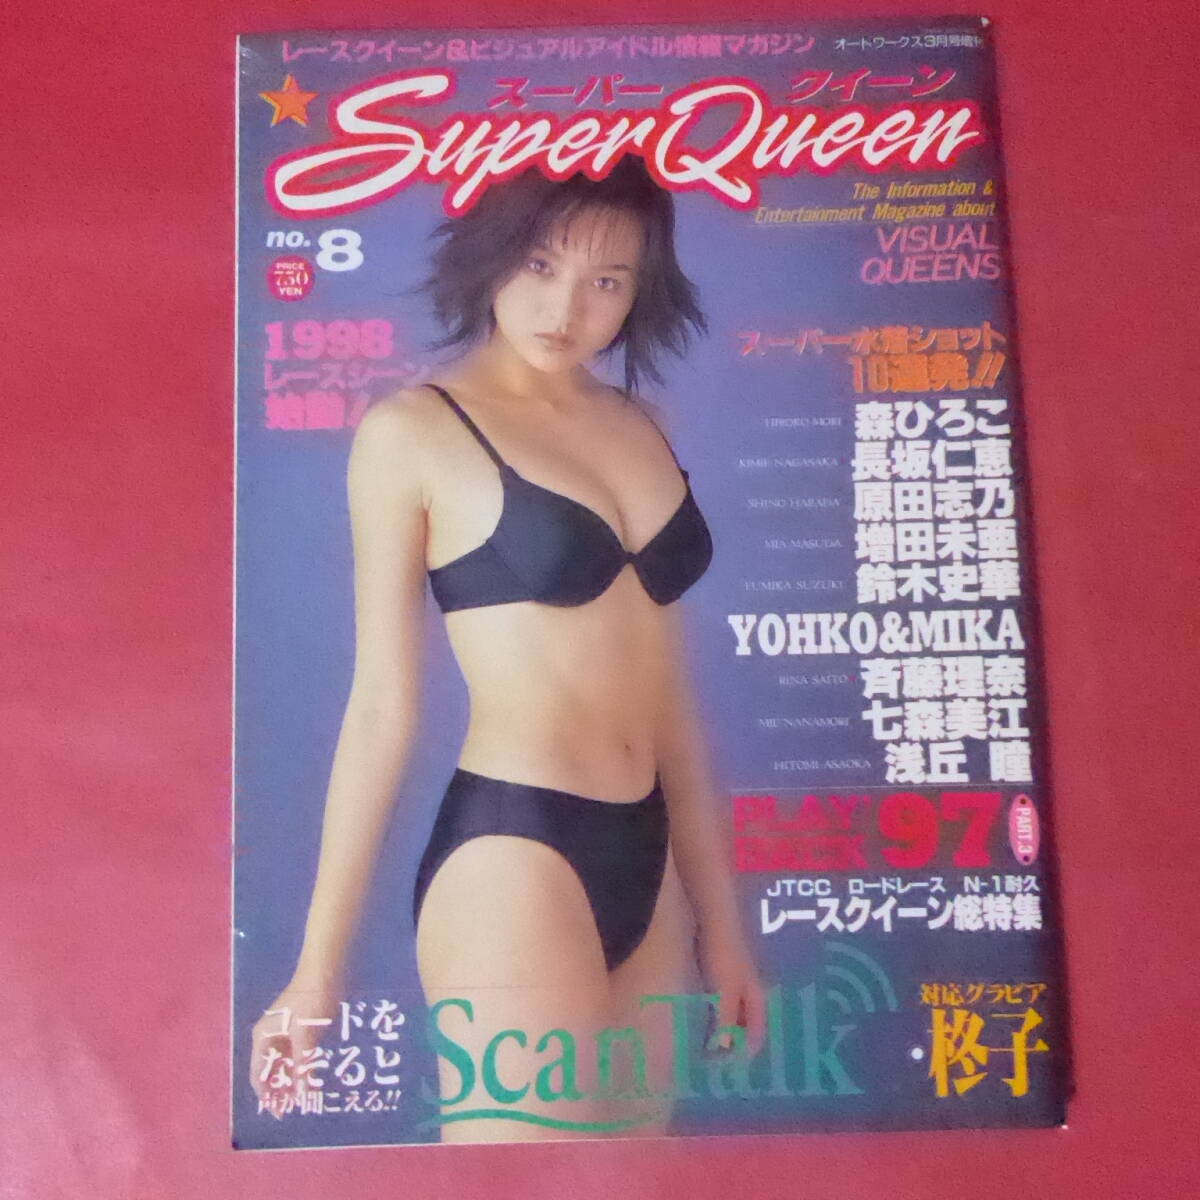 レースクイーン&ビジュアルアイドル情報マガジン
オートワークス3月号増刊
スーパー クイーン
Super Queen
The Information &
Entertainment Magazine about
VISUAL
QUEENS
no.8
PRICE
750
YEN
1998
レースシーン
始動!
スーパー水着ショット
10連発!!
HIROKO MORI 森ひろこ
KIMIE NAGASAKA 長坂仁恵
SHINO HARADA 原田志乃
MIA MASUDA 増田未亜
FUMIKA SUZUKI 鈴木史華
YOHKO&MIKA
RINA SAITO 斉藤理奈
MIE NANAMORI 七森美江
HITOMI ASAOKA 浅丘 瞳
PLAY
BACK '97 PART.3
JTCC ロードレース N-1耐久
レースクイーン総特集
コードを
なぞると
声が聞こえる!!
ScanTalk
対応グラビア
・柊子